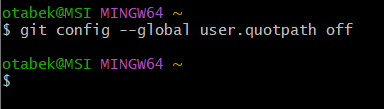 otabek@MSI MINGW64 ~
$ git config --global user.quotpath off
otabek@MSI MINGW64 ~
$